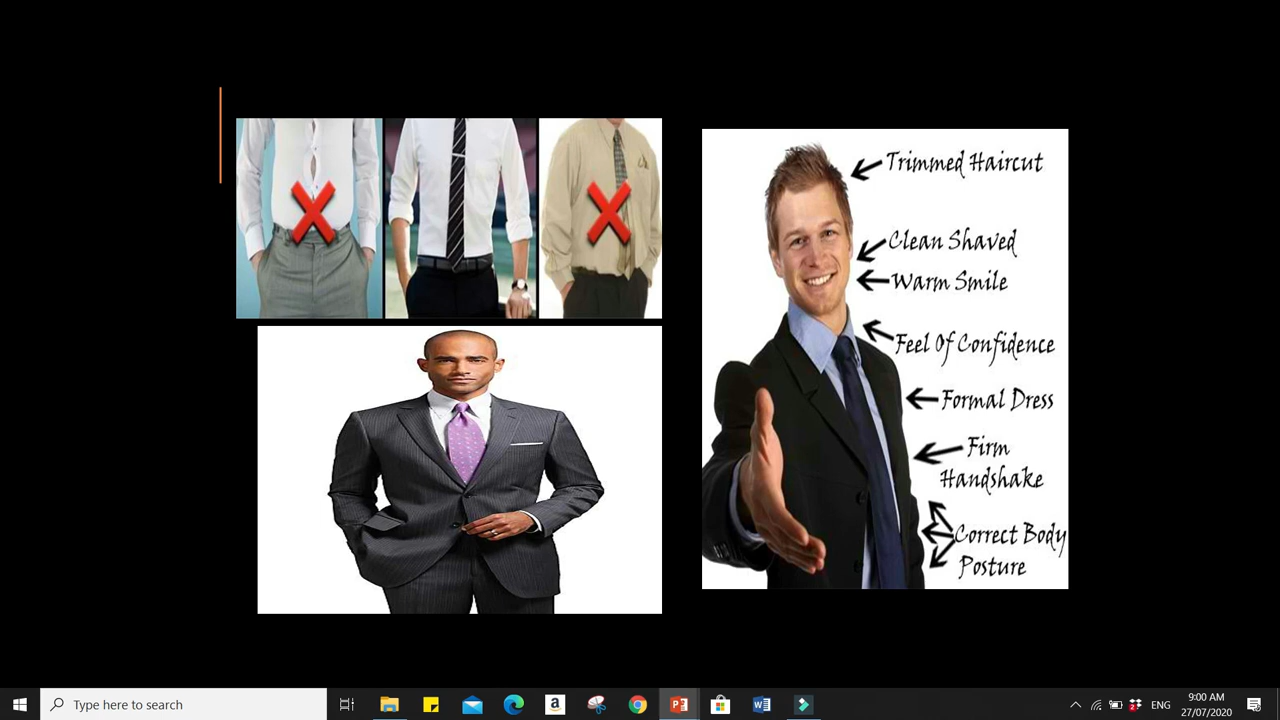 Trimmed Haircut
Clean Shaved
Warm Smile
Feel Of Confidence
Formal Dress
Firm
Handshake
Correct Body
Posture
Type here to search
ENG
9:00 AM
27/07/2020